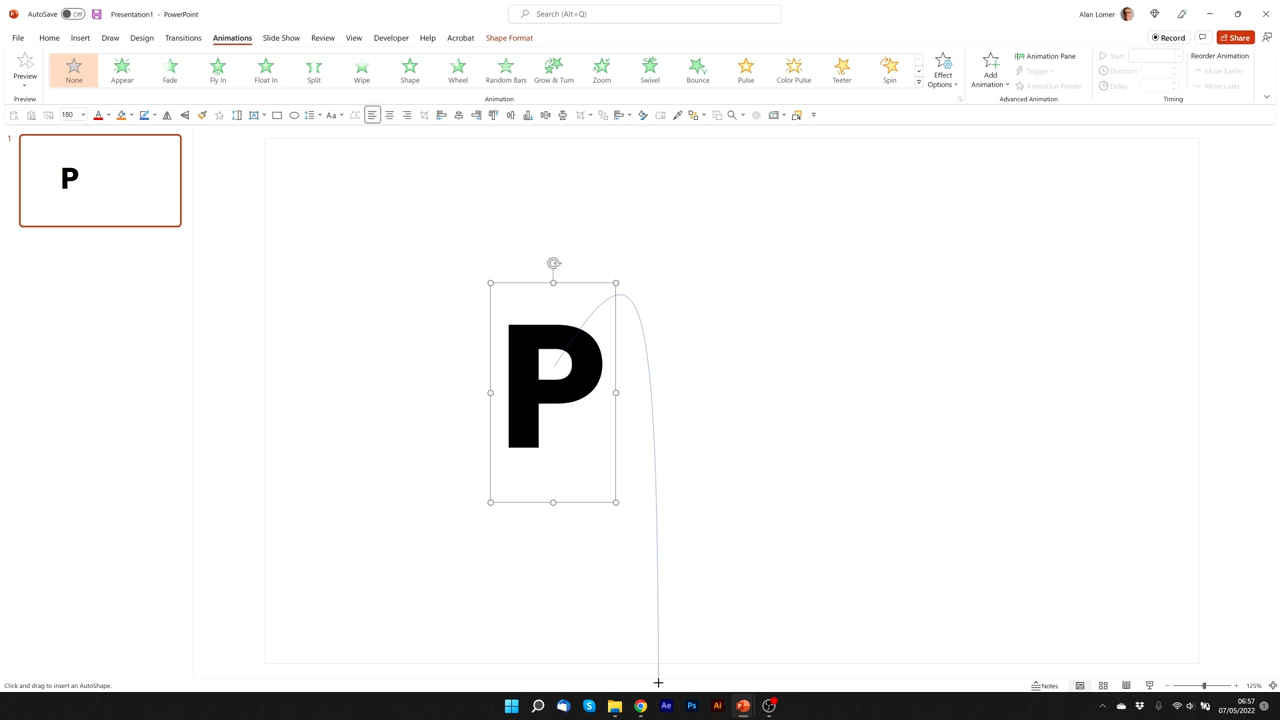 AutoSave Off Presentation1 • PowerPoint Search (Alt+Q) Alan Lomer
File Home Insert Draw Design Transitions Animations Slide Show Review View Developer Help Acrobat Shape Format Record Share
Preview None Appear Fade Fly In Float In Split Wipe Shape Wheel Random Bars Grow & Turn Zoom Swivel Bounce Pulse Color Pulse Teeter Spin Effect Options Add Animation Animation Pane Trigger Animation Painter Start: Duration Delay Reorder Animation Move Earlier Move Later
Preview Animation Advanced Animation Timing
180 A Aa
1
P
P
Click and drag to insert an AutoShape. Notes 125%
Ae Ps Ai 06:57
07/05/2022